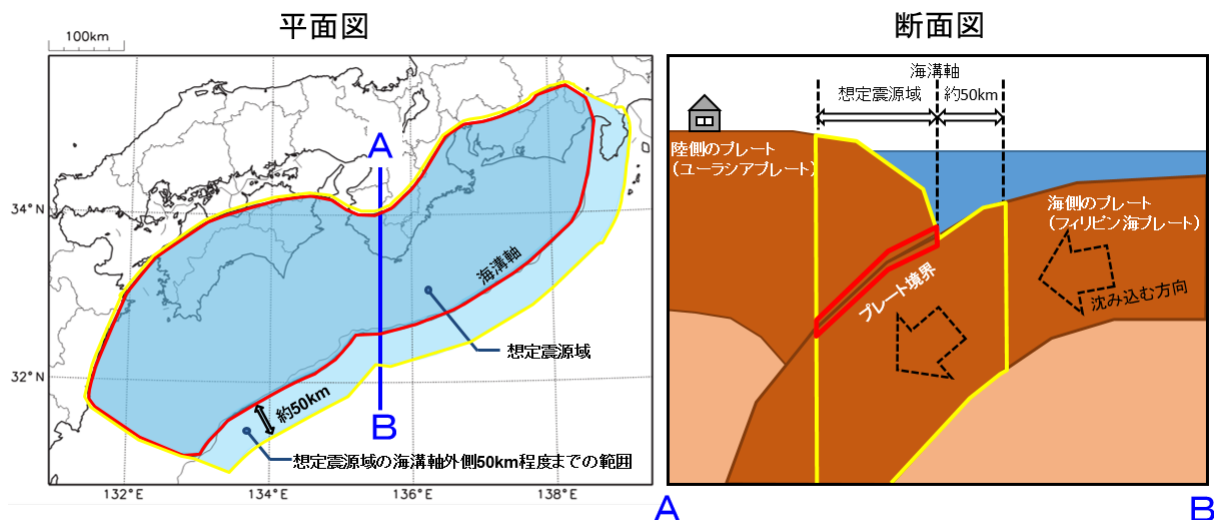 平面図
断面図
100km
A
34°N
32°N
海溝軸
想定震源域
約50km
B
想定震源域の海溝軸外側50km程度までの範囲
132°E
134°E
136°E
138°E
海溝軸
想定震源域
約50km
陸側のプレート
(ユーラシアプレート)
海側のプレート
(フィリピン海プレート)
プレート境界
沈み込む方向
A
B